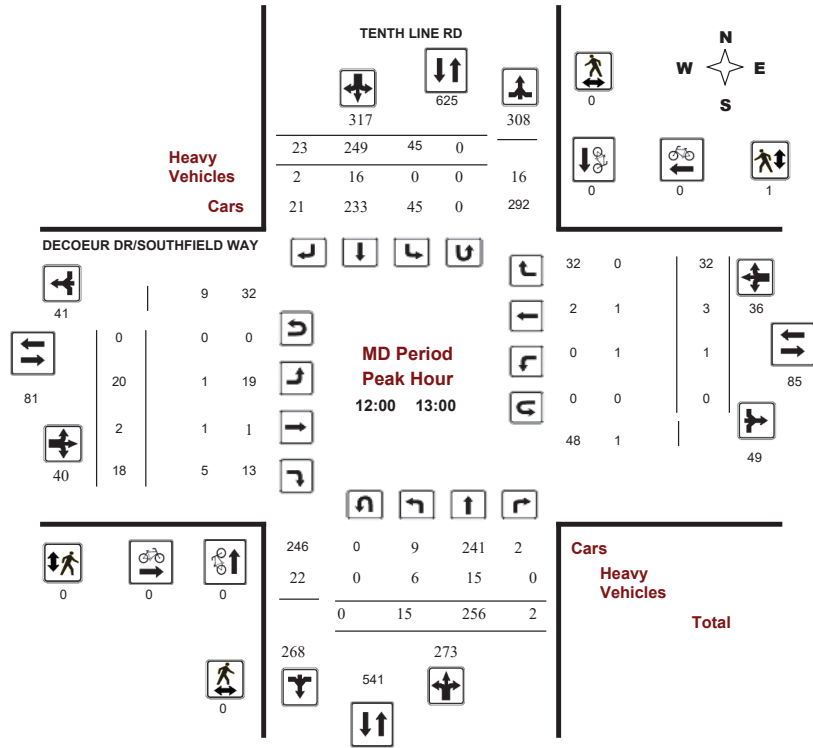 TENTH LINE RD
N
W E
S
625
0
317 308
23 249 45 0
Heavy
Vehicles
2 16 0 0 16
0 0 1
Cars
21 233 45 0 292
DECOEUR DR/SOUTHFIELD WAY
32 0 32
9 32
41
2 1 3 36
0 0 0
MD Period
Peak Hour
0 1 1
85
81
20 1 19
12:00 13:00
0 0 0
2 1 1
48 1
49
40
18 5 13
246 0 9 241 2
Cars
22 0 6 15 0
Heavy
Vehicles
0 0 0
0 15 256 2
Total
268 273
541
0